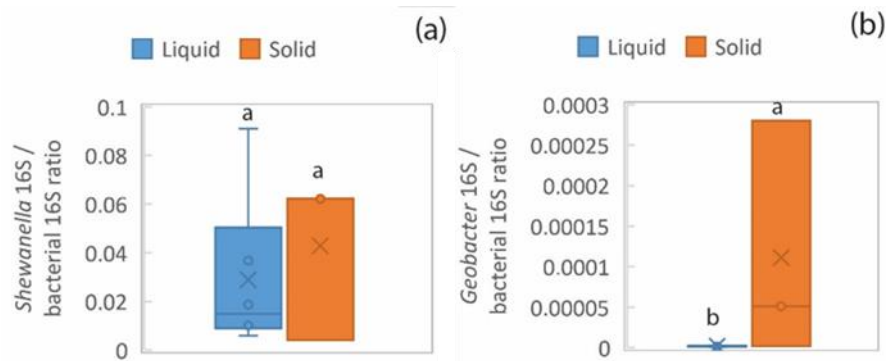 (a)
Liquid Solid
0.1
0.08
0.06
0.04
0.02
0
Shewanella 16S /
bacterial 16S ratio
a
a
(b)
Liquid Solid
0.0003
0.00025
0.0002
0.00015
0.0001
0.00005
0
Geobacter 16S /
bacterial 16S ratio
b
a